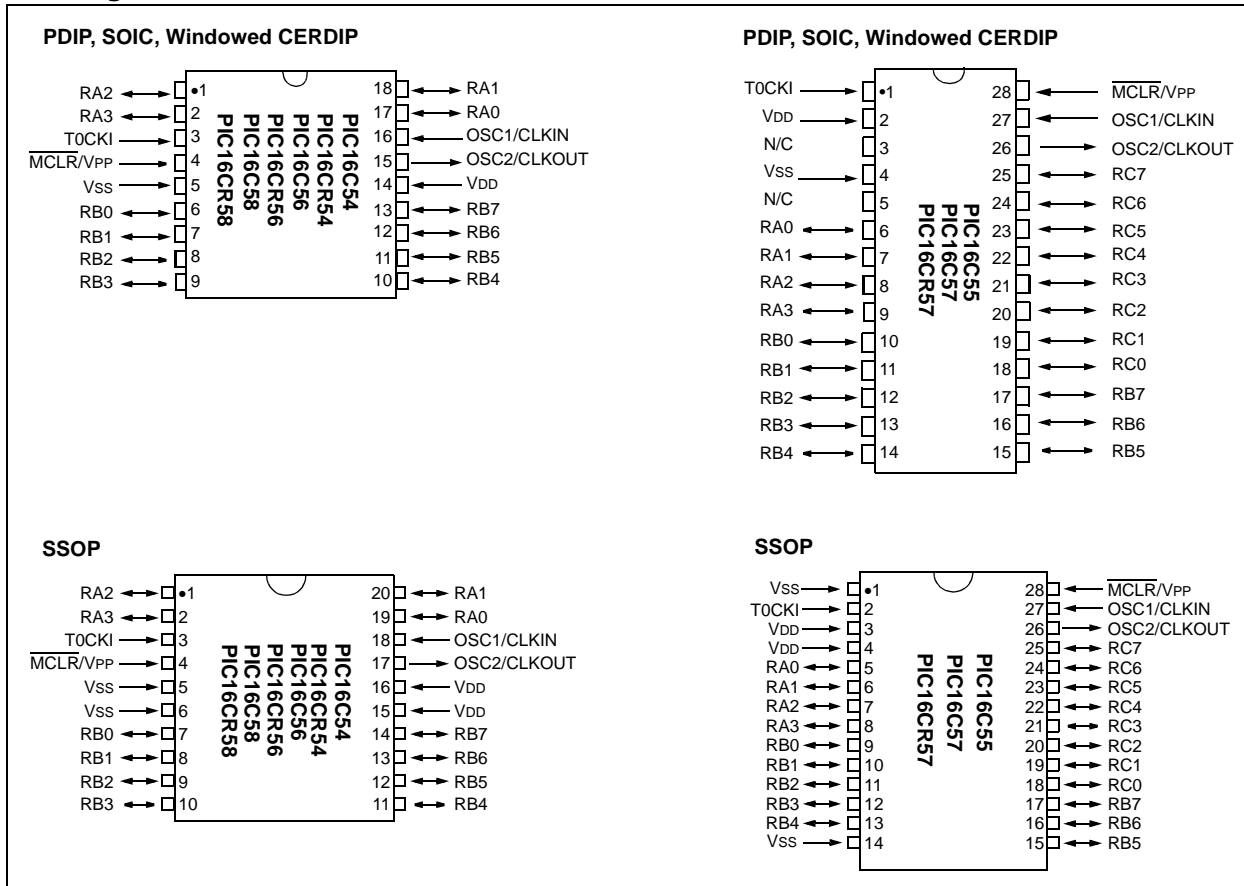 PDIP, SOIC, Windowed CERDIP
RA2 •1 18 RA1
RA3 2 17 RA0
T0CKI 3 16 OSC1/CLKIN
MCLR/VPP 4 15 OSC2/CLKOUT
VSS 5 14 VDD
RB0 6 13 RB7
RB1 7 12 RB6
RB2 8 11 RB5
RB3 9 10 RB4
PIC16C54
PIC16CR54
PIC16C56
PIC16CR56
PIC16C58
PIC16CR58
PDIP, SOIC, Windowed CERDIP
T0CKI •1 28 MCLR/VPP
VDD 2 27 OSC1/CLKIN
N/C 3 26 OSC2/CLKOUT
VSS 4 25 RC7
N/C 5 24 RC6
RA0 6 23 RC5
RA1 7 22 RC4
RA2 8 21 RC3
RA3 9 20 RC2
RB0 10 19 RC1
RB1 11 18 RC0
RB2 12 17 RB7
RB3 13 16 RB6
RB4 14 15 RB5
PIC16C55
PIC16C57
PIC16CR57
SSOP
RA2 •1 20 RA1
RA3 2 19 RA0
T0CKI 3 18 OSC1/CLKIN
MCLR/VPP 4 17 OSC2/CLKOUT
VSS 5 16 VDD
VSS 6 15 VDD
RB0 7 14 RB7
RB1 8 13 RB6
RB2 9 12 RB5
RB3 10 11 RB4
PIC16C54
PIC16CR54
PIC16C56
PIC16CR56
PIC16C58
PIC16CR58
SSOP
VSS •1 28 MCLR/VPP
T0CKI 2 27 OSC1/CLKIN
VDD 3 26 OSC2/CLKOUT
VDD 4 25 RC7
RA0 5 24 RC6
RA1 6 23 RC5
RA2 7 22 RC4
RA3 8 21 RC3
RB0 9 20 RC2
RB1 10 19 RC1
RB2 11 18 RC0
RB3 12 17 RB7
RB4 13 16 RB6
VSS 14 15 RB5
PIC16C55
PIC16C57
PIC16CR57